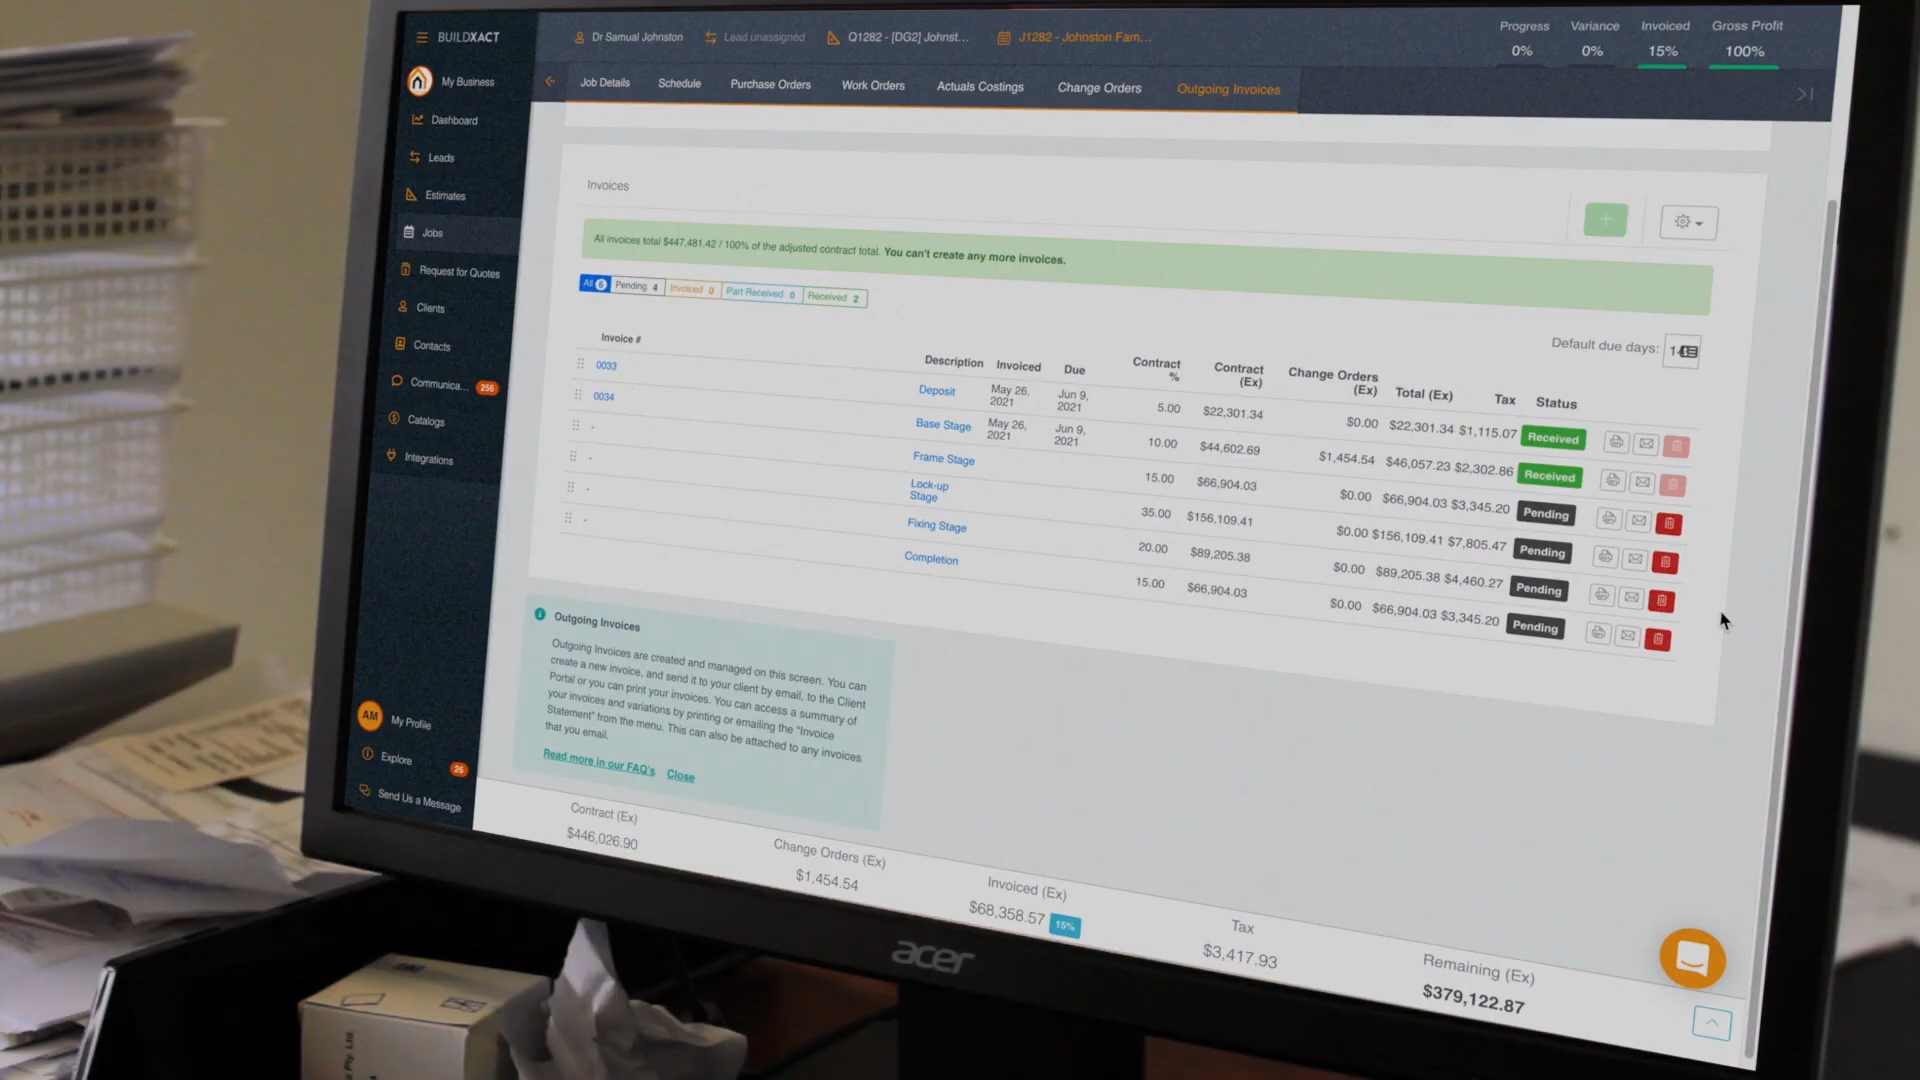 BUILDXACT
Dr Samual Johnston
Lead unassigned
Q1282 - [DG2] Johnst...
J1282 - Johnston Fam...
Progress
0%
Variance
0%
Invoiced
15%
Gross Profit
100%
My Business
Job Details
Schedule
Purchase Orders
Work Orders
Actuals Costings
Change Orders
Outgoing Invoices
Dashboard
Leads
Estimates
Jobs
Request for Quotes
Clients
Contacts
Communica... 256
Catalogs
Integrations
AM My Profile
Explore 26
Send Us a Message
Invoices
All invoices total $447,481.42 / 100% of the adjusted contract total. You can't create any more invoices.
All 6 Pending 4 Invoiced 0 Part Received 0 Received 2
Default due days:
Invoice # Description Invoiced Due Contract % Contract (Ex) Change Orders (Ex) Total (Ex) Tax Status
0033 Deposit May 26, 2021 Jun 9, 2021 5.00 $22,301.34 $0.00 $22,301.34 $1,115.07 Received
0034 Base Stage May 26, 2021 Jun 9, 2021 10.00 $44,602.69 $1,454.54 $46,057.23 $2,302.86 Received
- Frame Stage 15.00 $66,904.03 $0.00 $66,904.03 $3,345.20 Pending
- Lock-up Stage 35.00 $156,109.41 $0.00 $156,109.41 $7,805.47 Pending
- Fixing Stage 20.00 $89,205.38 $0.00 $89,205.38 $4,460.27 Pending
- Completion 15.00 $66,904.03 $0.00 $66,904.03 $3,345.20 Pending
Outgoing Invoices
Outgoing Invoices are created and managed on this screen. You can
create a new invoice, and send it to your client by email, to the Client
Portal or you can print your invoices. You can access a summary of
your invoices and variations by printing or emailing the "Invoice
Statement" from the menu. This can also be attached to any invoices
that you email.
Read more in our FAQ's Close
Contract (Ex)
$446,026.90
Change Orders (Ex)
$1,454.54
Invoiced (Ex)
$68,358.57 15%
Tax
$3,417.93
Remaining (Ex)
$379,122.87
acer
Pty. Ltd.